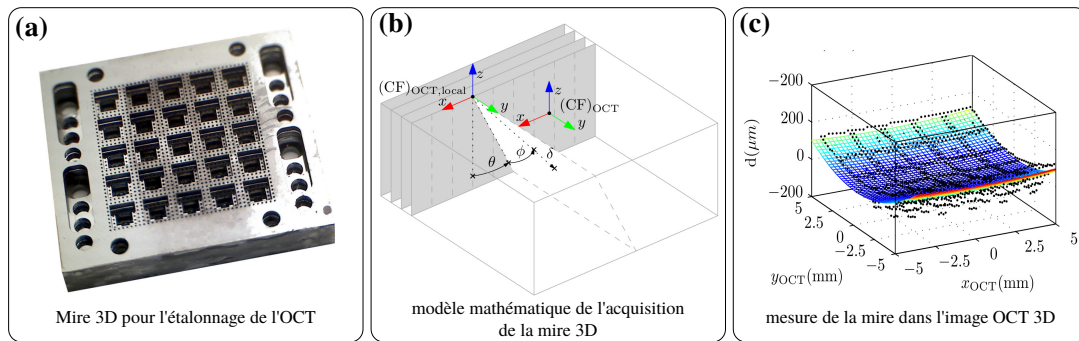 (a)
Mire 3D pour l'étalonnage de l'OCT
(b)
(CF)OCT,local
z
x
y
z
(CF)OCT
x
y
θ
ϕ
δ
modèle mathématique de l'acquisition
de la mire 3D
(c)
d(μm)
−200
200
0
−200
5
2.5
0
−2.5
−5
yOCT(mm)
−5
−2.5
0
2.5
5
xOCT(mm)
mesure de la mire dans l'image OCT 3D